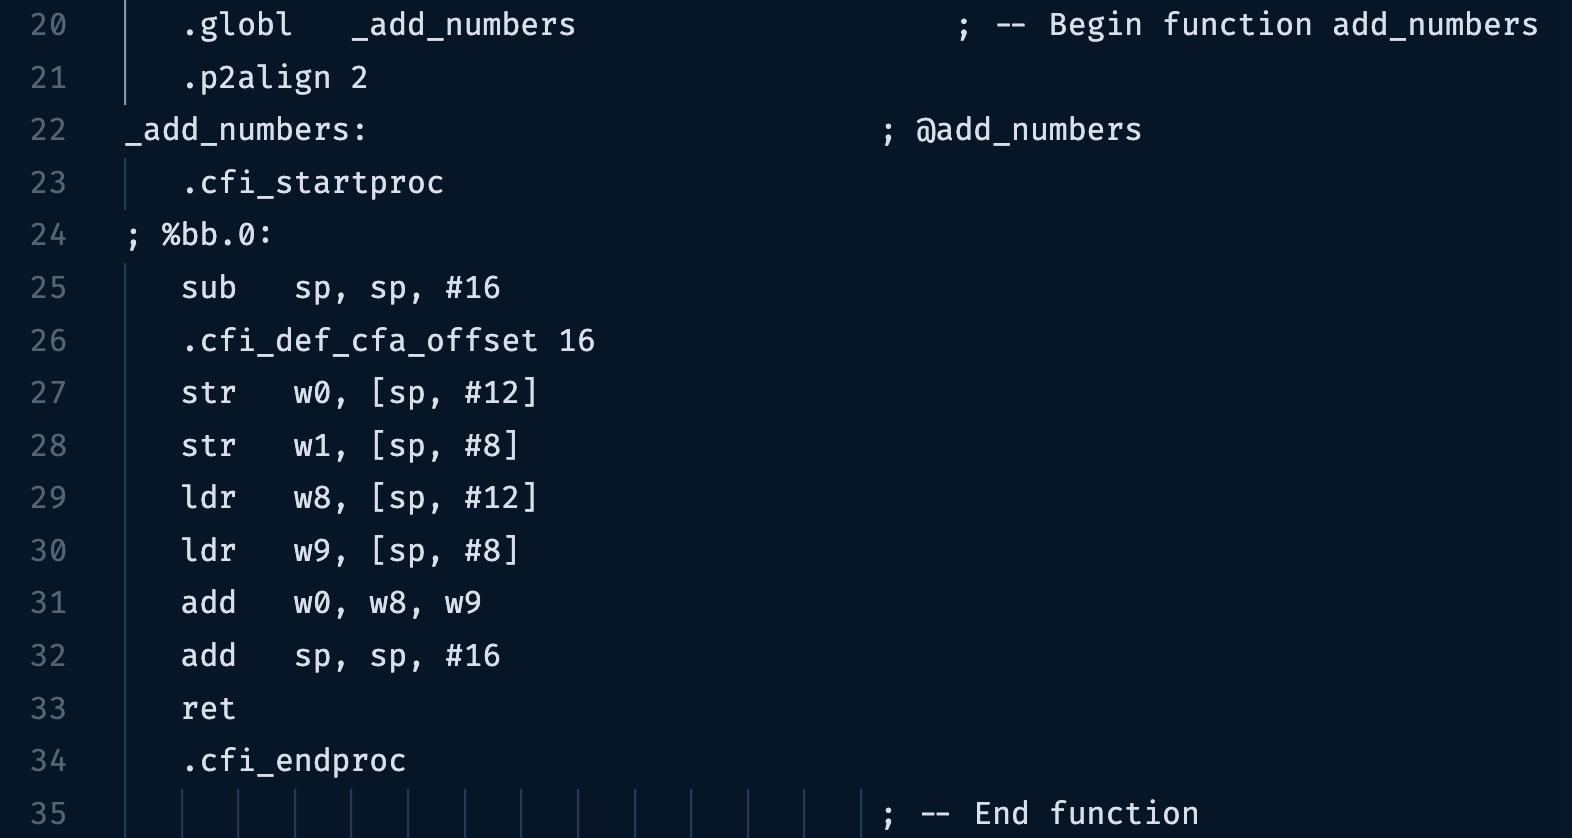 20 .globl _add_numbers ; -- Begin function add_numbers
21 .p2align 2
22 _add_numbers: ; @add_numbers
23 .cfi_startproc
24 ; %bb.0:
25 sub sp, sp, #16
26 .cfi_def_cfa_offset 16
27 str w0, [sp, #12]
28 str w1, [sp, #8]
29 ldr w8, [sp, #12]
30 ldr w9, [sp, #8]
31 add w0, w8, w9
32 add sp, sp, #16
33 ret
34 .cfi_endproc
35 ; -- End function